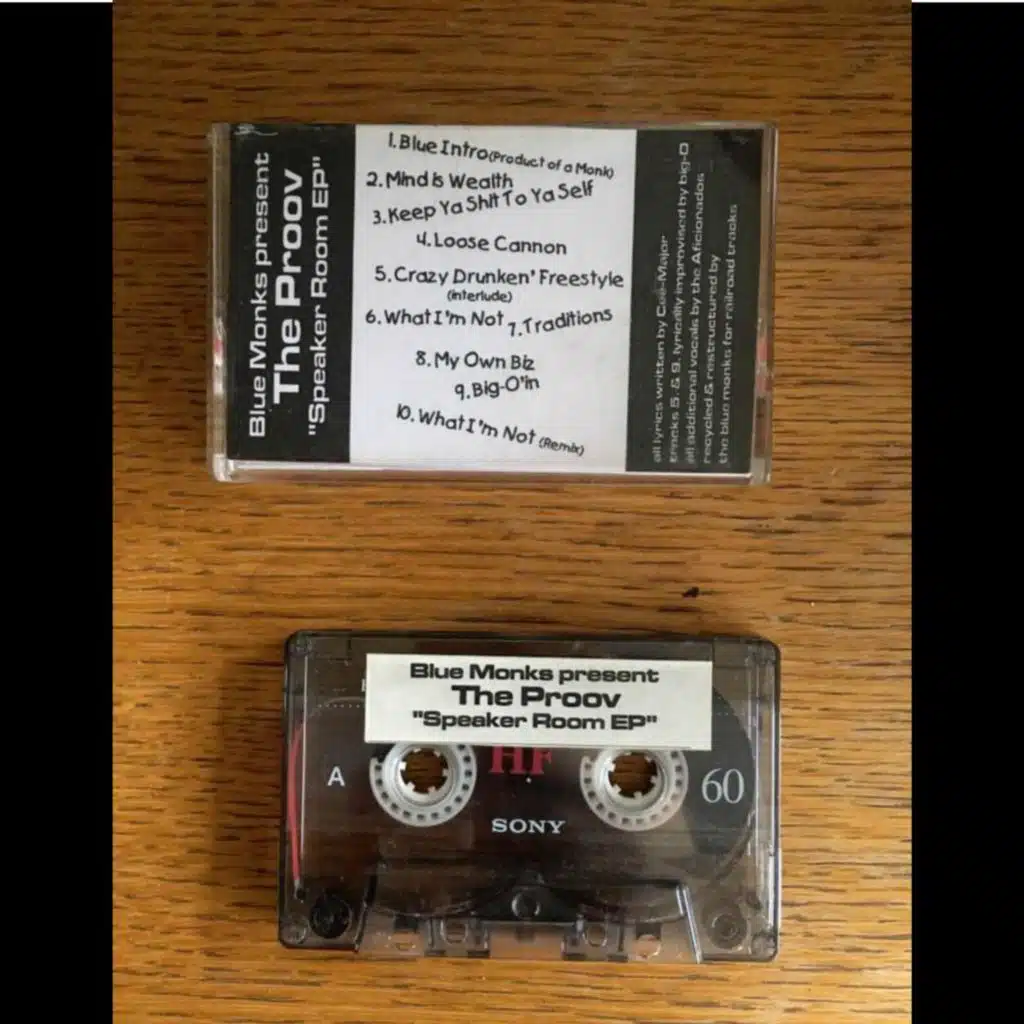 Blue Monks present
The Proov
"Speaker Room EP"
1. Blue Intro (Product of a Monk)
2. Mind is Wealth
3. Keep Ya Shit To Ya Self
4. Loose Cannon
5. Crazy Drunken' Freestyle
(interlude)
6. What I'm Not 7. Traditions
8. My Own Biz
9. Big-O'in
10. What I'm Not (Remix)
all lyrics written by Cee-Major
tracks 5. & 9. lyrically improvised by big-O
all additional vocals by the Aficionados
recycled & restructured by
the blue monks for railroad tracks
Blue Monks present
The Proov
"Speaker Room EP"
HF
A
60
SONY